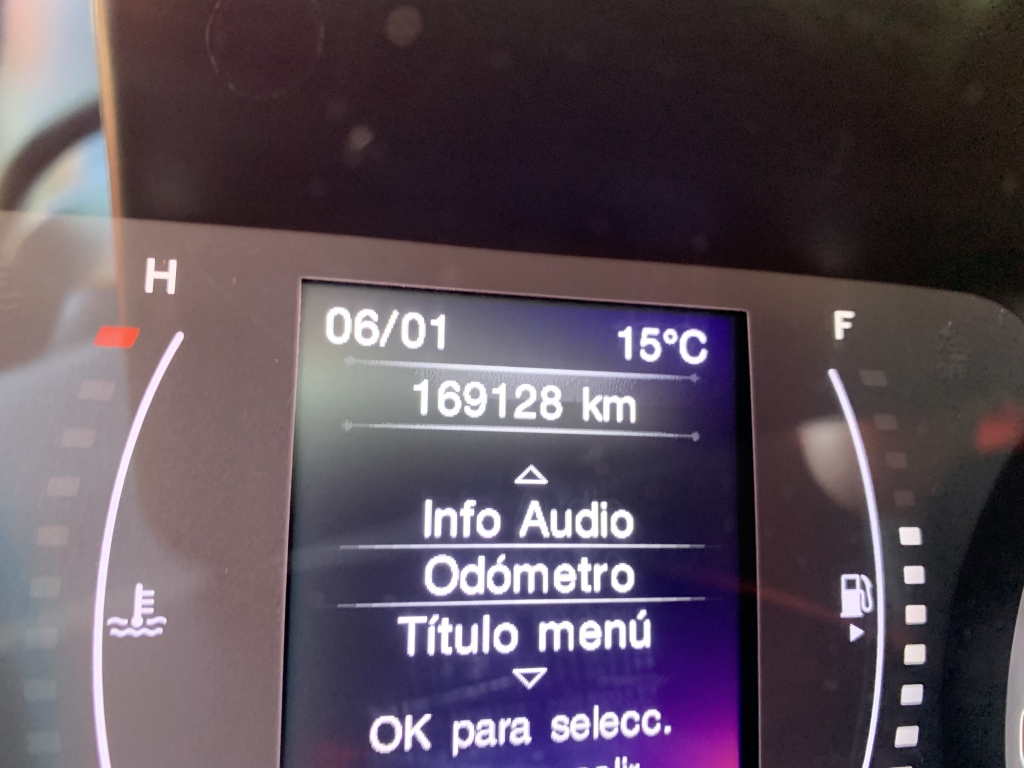 H
F
06/01 15°C
169128 km
Info Audio
Odómetro
Título menú
OK para selecc.